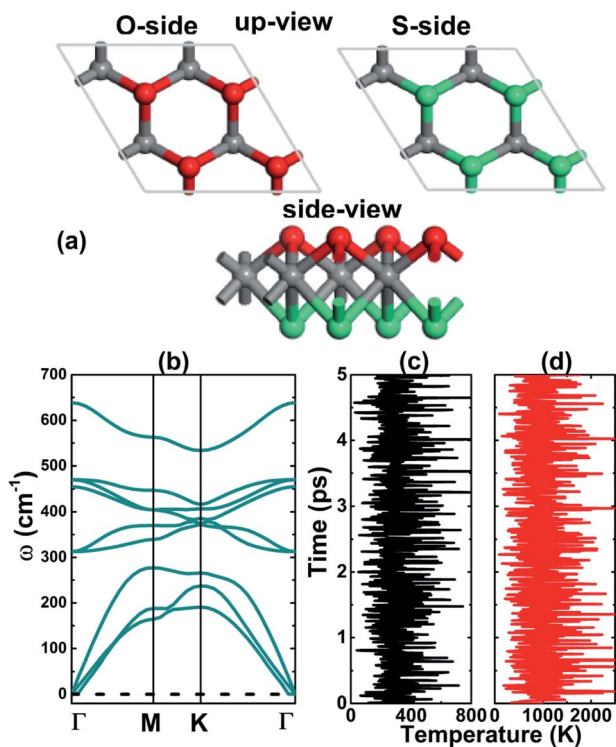 O-side up-view S-side
side-view
(a)
(b) (c) (d)
700
600
500
400
300
200
100
0
ω (cm⁻¹)
Γ M K Γ
5
4
3
2
1
0
Time (ps)
0 400 800 0 1000 2000
Temperature (K)